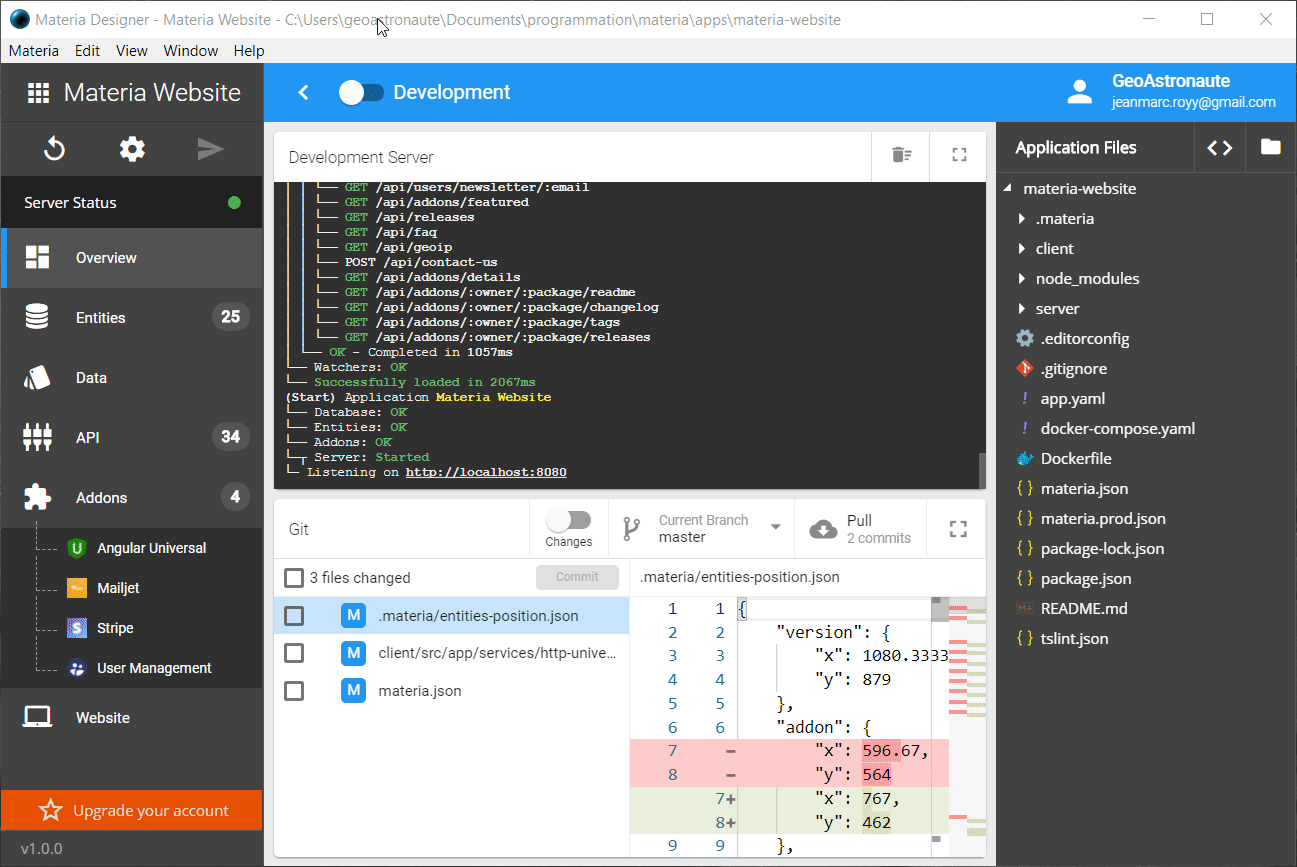 Materia Designer - Materia Website - C:\Users\geoastronaute\Documents\programmation\materia\apps\materia-website
Materia Edit View Window Help
Materia Website
Development
GeoAstronaute
jeanmarc.royy@gmail.com
Server Status
Overview
Entities 25
Data
API 34
Addons 4
Angular Universal
Mailjet
Stripe
User Management
Website
Upgrade your account
v1.0.0
Development Server
GET /api/users/newsletter/:email
GET /api/addons/featured
GET /api/releases
GET /api/faq
GET /api/geoip
POST /api/contact-us
GET /api/addons/details
GET /api/addons/:owner/:package/readme
GET /api/addons/:owner/:package/changelog
GET /api/addons/:owner/:package/tags
GET /api/addons/:owner/:package/releases
OK - Completed in 1057ms
Watchers: OK
Successfully loaded in 2067ms
(Start) Application Materia Website
Database: OK
Entities: OK
Addons: OK
Server: Started
Listening on http://localhost:8080
Git
Changes
Current Branch
master
Pull
2 commits
3 files changed
Commit
M .materia/entities-position.json
M client/src/app/services/http-unive...
M materia.json
.materia/entities-position.json
1 1 {
2 2 "version": {
3 3 "x": 1080.3333
4 4 "y": 879
5 5 },
6 6 "addon": {
7 - "x": 596.67,
8 - "y": 564
7+ "x": 767,
8+ "y": 462
9 9 },
Application Files
materia-website
.materia
client
node_modules
server
.editorconfig
.gitignore
! app.yaml
! docker-compose.yaml
Dockerfile
{ } materia.json
{ } materia.prod.json
{ } package-lock.json
{ } package.json
README.md
{ } tslint.json